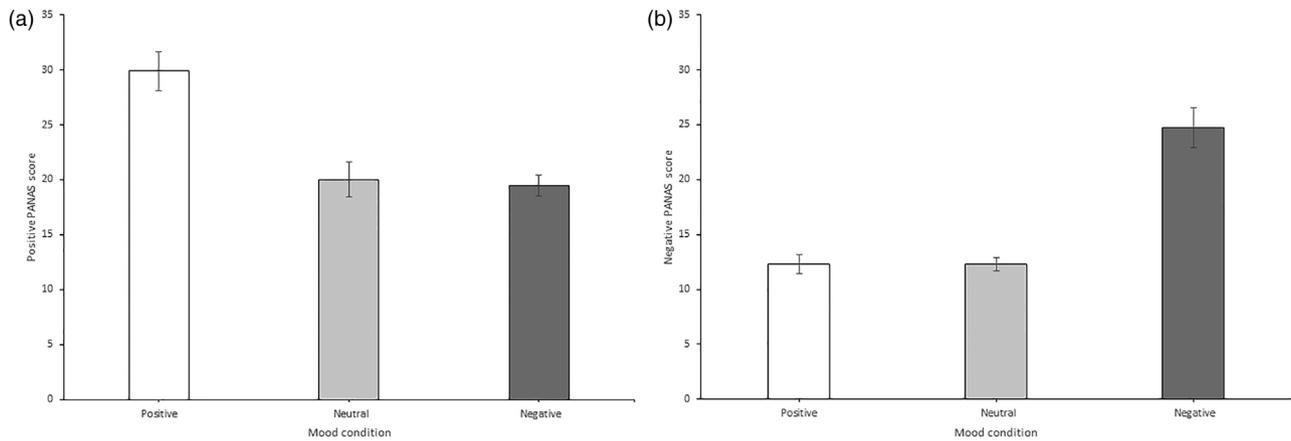 (a)
35
30
25
20
15
10
5
0
Positive PANAS score
Positive
Neutral
Negative
Mood condition
(b)
35
30
25
20
15
10
5
0
Negative PANAS score
Positive
Neutral
Negative
Mood condition